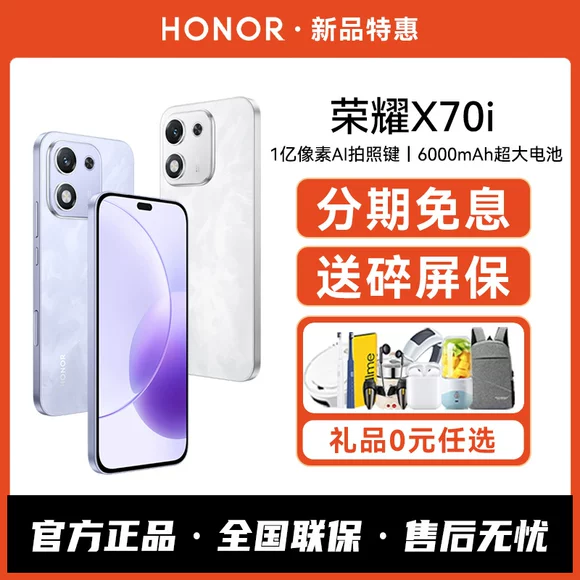 HONOR·新品特惠
荣耀X70i
1亿像素AI拍照键丨6000mAh超大电池
分期免息
送碎屏保
HONOR
realme
礼品0元任选
官方正品·全国联保·售后无忧